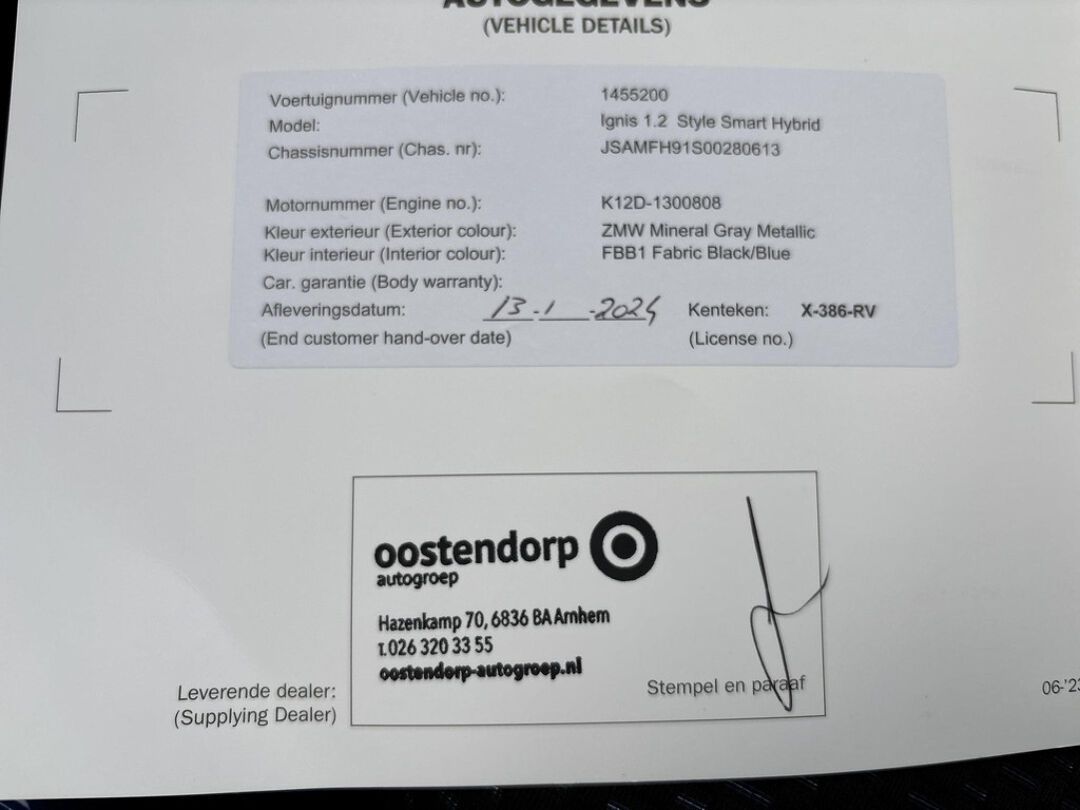 AUTOGEGEVENS
(VEHICLE DETAILS)
Voertuignummer (Vehicle no.): 1455200
Model: Ignis 1.2 Style Smart Hybrid
Chassisnummer (Chas. nr): JSAMFH91S00280613
Motornummer (Engine no.): K12D-1300808
Kleur exterieur (Exterior colour): ZMW Mineral Gray Metallic
Kleur interieur (Interior colour): FBB1 Fabric Black/Blue
Car. garantie (Body warranty):
Afleveringsdatum: 13-1-2024 Kenteken: X-386-RV
(End customer hand-over date) (License no.)
oostendorp
autogroep
Hazenkamp 70, 6836 BA Arnhem
T.026 320 33 55
oostendorp-autogroep.nl
Leverende dealer: Stempel en paraaf
(Supplying Dealer)
06-'23